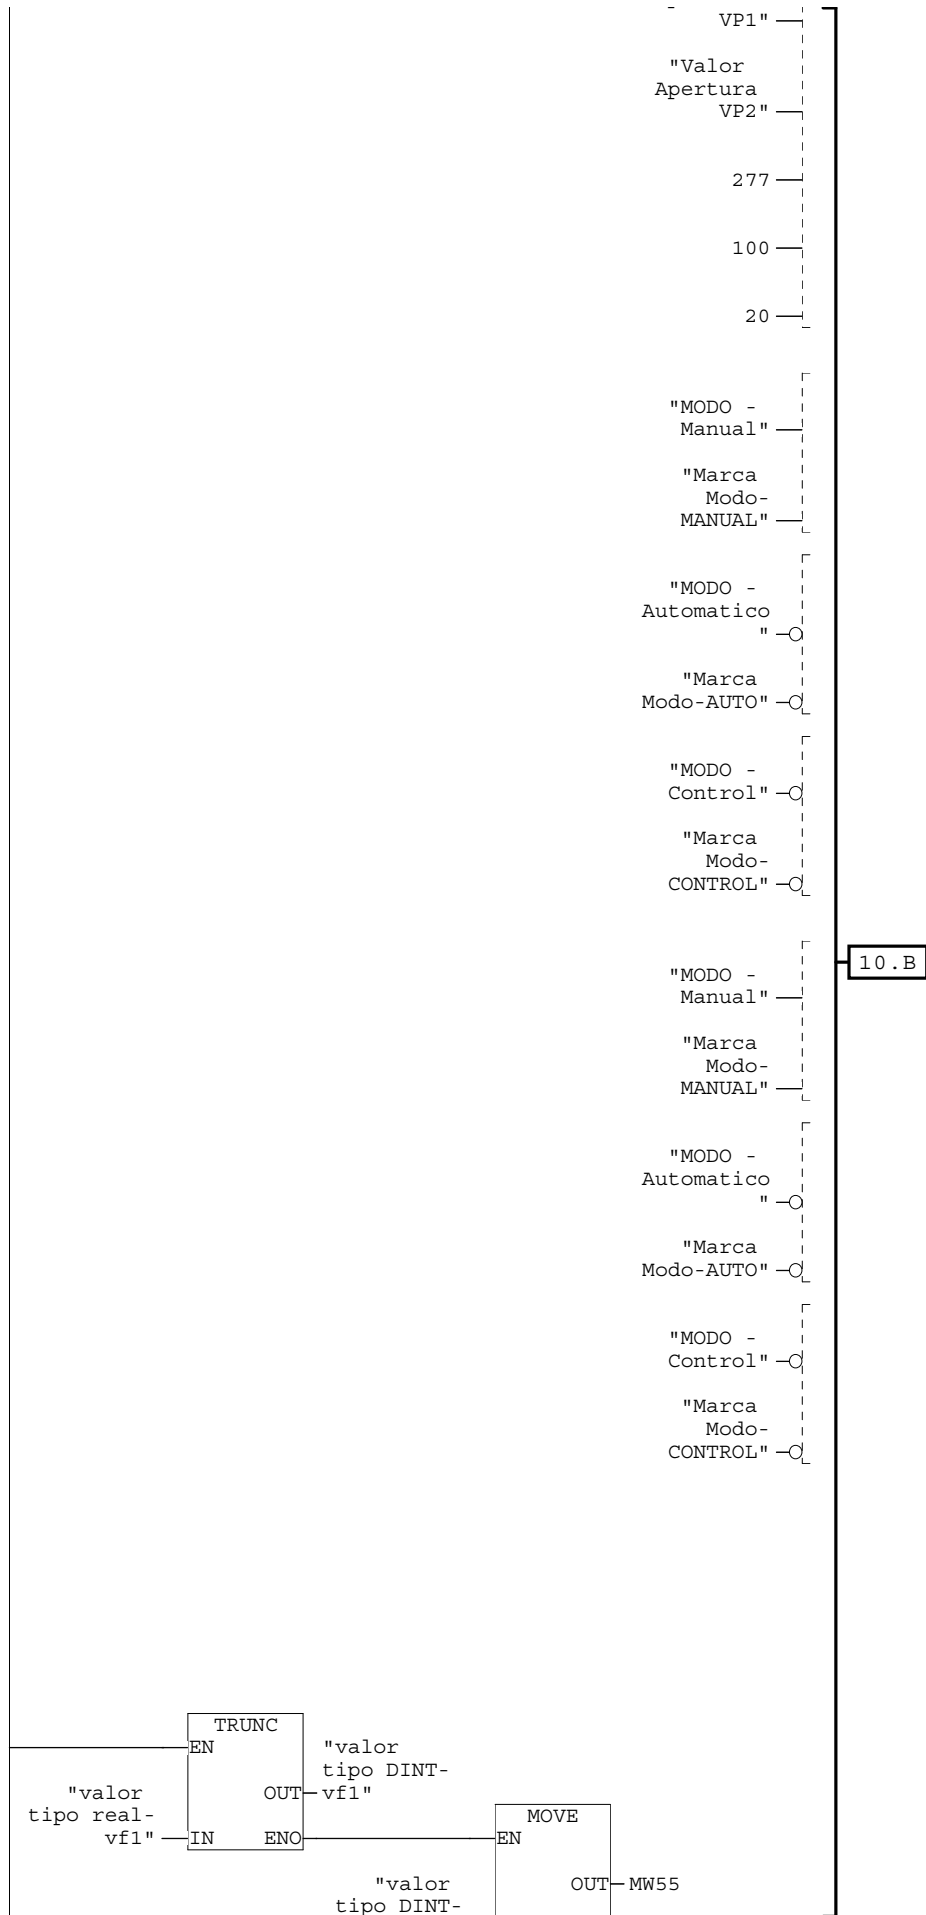 VP1"
"Valor
Apertura
VP2"
277
100
20
"MODO -
Manual"
"Marca
Modo-
MANUAL"
"MODO -
Automatico
"
"Marca
Modo-AUTO"
"MODO -
Control"
"Marca
Modo-
CONTROL"
10.B
"MODO -
Manual"
"Marca
Modo-
MANUAL"
"MODO -
Automatico
"
"Marca
Modo-AUTO"
"MODO -
Control"
"Marca
Modo-
CONTROL"
TRUNC
EN
"valor
tipo DINT-
OUT vf1"
"valor
tipo real-
vf1" IN ENO
MOVE
EN
"valor
tipo DINT-
OUT MW55